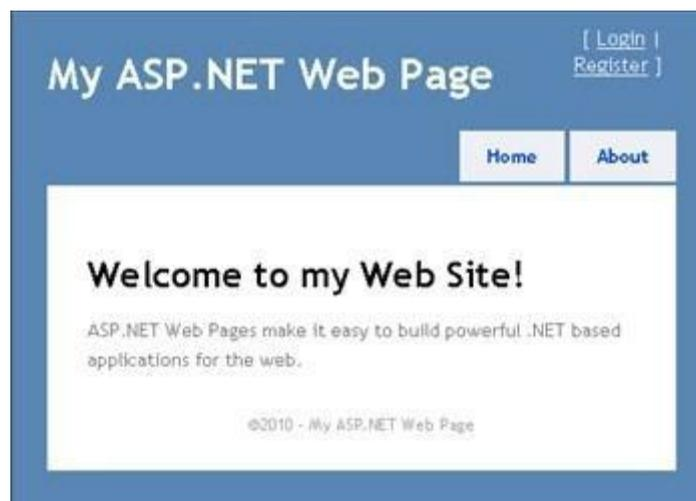 [ Login |
Register ]
My ASP.NET Web Page
Home About
Welcome to my Web Site!
ASP.NET Web Pages make it easy to build powerful .NET based
applications for the web.
©2010 - My ASP.NET Web Page